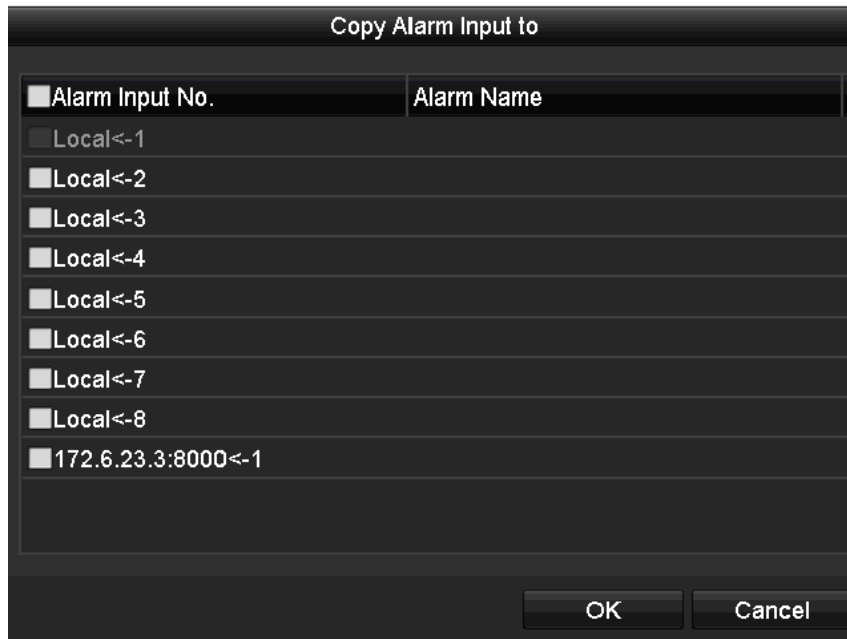 Copy Alarm Input to
Alarm Input No. Alarm Name
Local<-1
Local<-2
Local<-3
Local<-4
Local<-5
Local<-6
Local<-7
Local<-8
172.6.23.3:8000<-1
OK Cancel